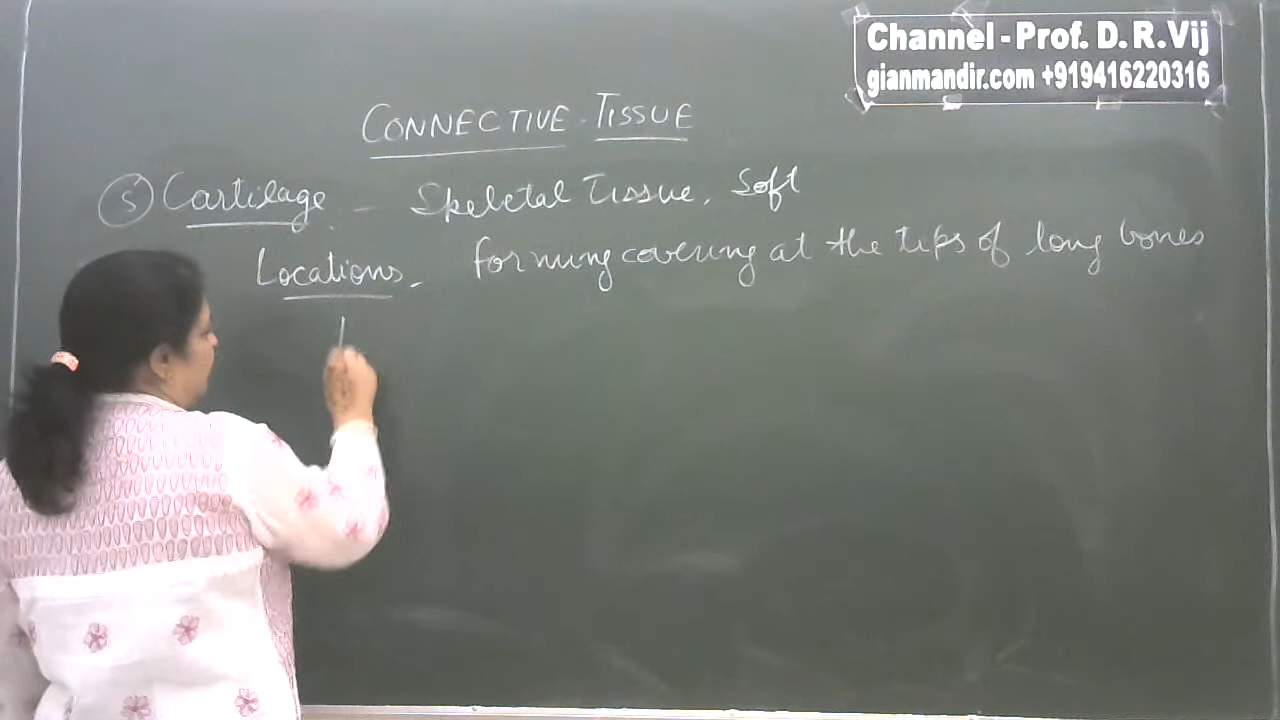 Channel - Prof. D. R. Vij
gianmandir.com +919416220316
CONNECTIVE TISSUE
(5) Cartilage - Skeletal Tissue, Soft
Locations - forming covering at the tips of long bones